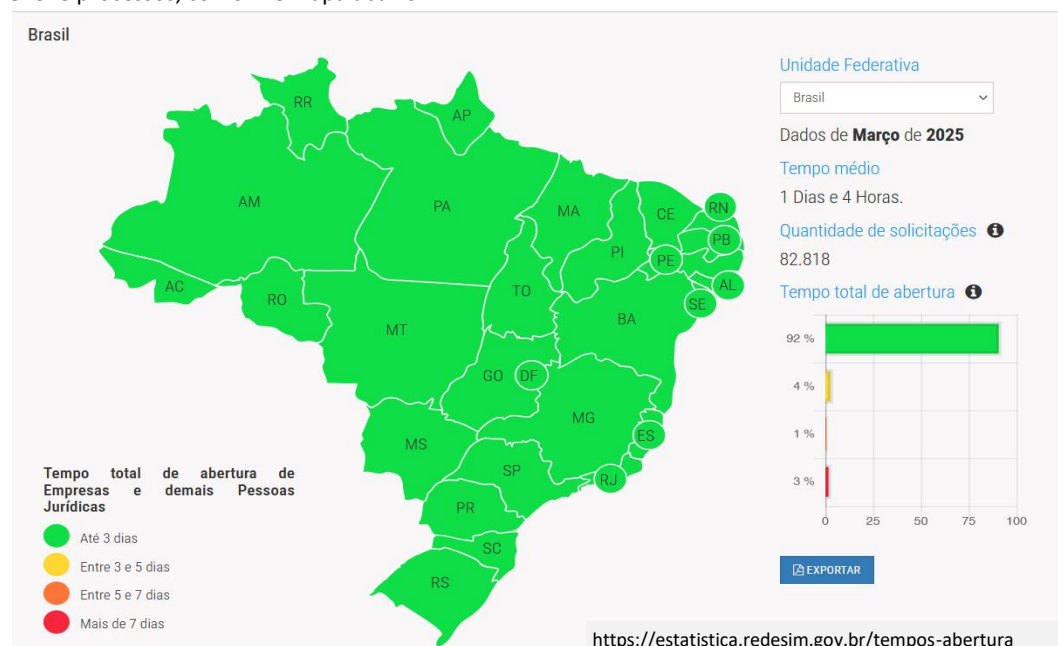 Brasil
RR
AP
AM
PA
MA
CE
RN
PB
PI
PE
AC
RO
TO
AL
SE
MT
BA
GO
DF
MG
MS
ES
SP
RJ
PR
SC
RS
Tempo total de abertura de
Empresas e demais Pessoas
Jurídicas
Até 3 dias
Entre 3 e 5 dias
Entre 5 e 7 dias
Mais de 7 dias
Unidade Federativa
Brasil
Dados de Março de 2025
Tempo médio
1 Dias e 4 Horas.
Quantidade de solicitações
82.818
Tempo total de abertura
92 %
4 %
1 %
3 %
0 25 50 75 100
EXPORTAR
https://estatistica.redesim.gov.br/tempos-abertura